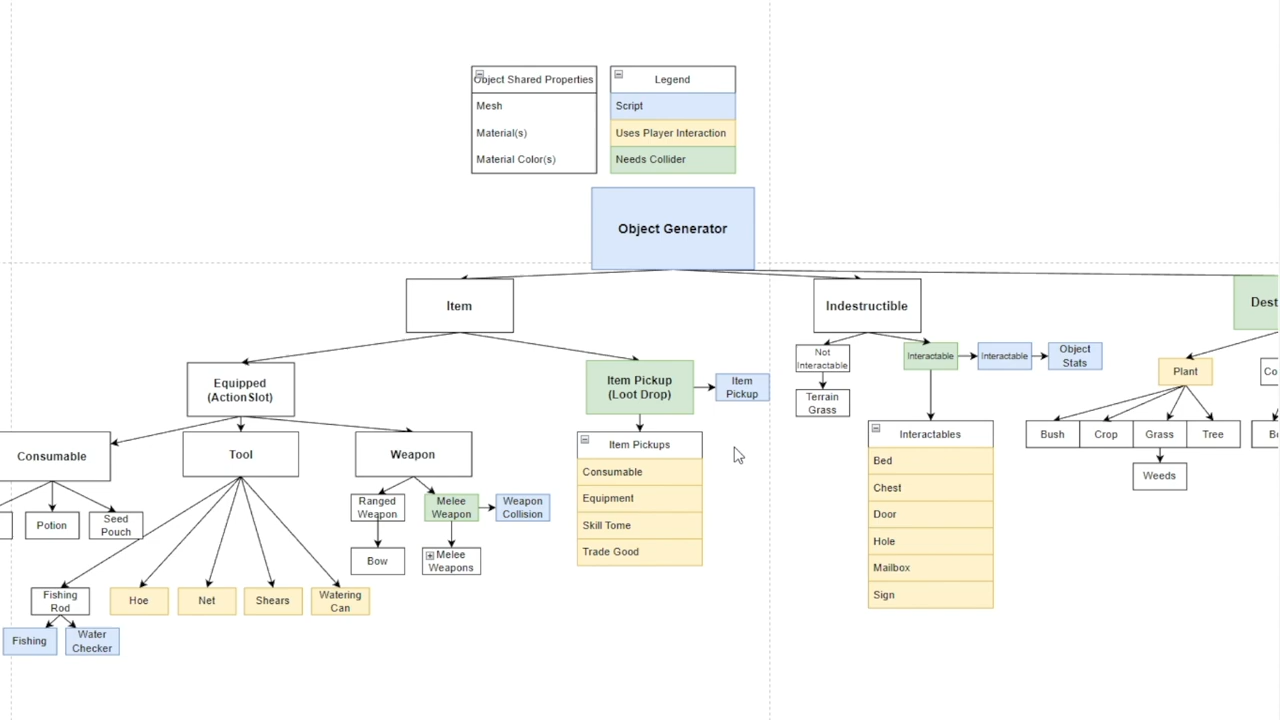 Object Shared Properties
Mesh
Material(s)
Material Color(s)
Legend
Script
Uses Player Interaction
Needs Collider
Object Generator
Item
Indestructible
Dest
Equipped
(Action Slot)
Item Pickup
(Loot Drop)
Item
Pickup
Not
Interactable
Interactable
Interactable
Object
Stats
Plant
Co
Terrain
Grass
Consumable
Tool
Weapon
Item Pickups
Consumable
Equipment
Skill Tome
Trade Good
Interactables
Bed
Chest
Door
Hole
Mailbox
Sign
Bush
Crop
Grass
Tree
Weeds
Potion
Seed
Pouch
Ranged
Weapon
Melee
Weapon
Weapon
Collision
Bow
Melee
Weapons
Fishing
Rod
Hoe
Net
Shears
Watering
Can
Fishing
Water
Checker